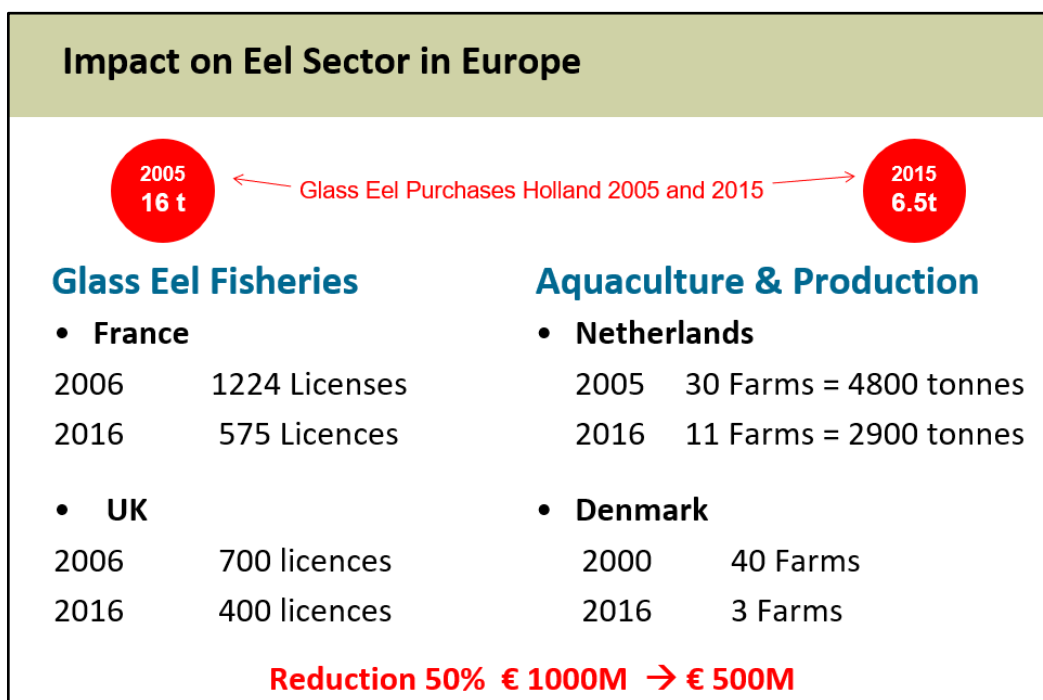 Impact on Eel Sector in Europe
2005
16 t
Glass Eel Purchases Holland 2005 and 2015
2015
6.5t
Glass Eel Fisheries
• France
2006 1224 Licenses
2016 575 Licences
• UK
2006 700 licences
2016 400 licences
Aquaculture & Production
• Netherlands
2005 30 Farms = 4800 tonnes
2016 11 Farms = 2900 tonnes
• Denmark
2000 40 Farms
2016 3 Farms
Reduction 50% € 1000M → € 500M